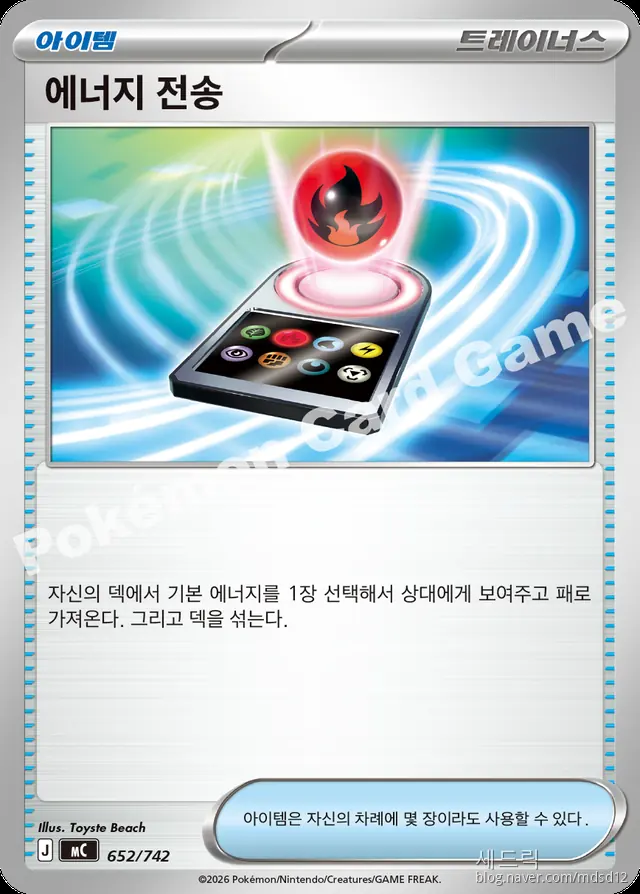 아이템
트레이너스
에너지 전송
Pokémon Card Game
자신의 덱에서 기본 에너지를 1장 선택해서 상대에게 보여주고 패로
가져온다. 그리고 덱을 섞는다.
Illus. Toyste Beach
아이템은 자신의 차례에 몇 장이라도 사용할 수 있다.
J MC 652/742
세드릭
blog.naver.com/mdsd12
©2026 Pokémon/Nintendo/Creatures/GAME FREAK.